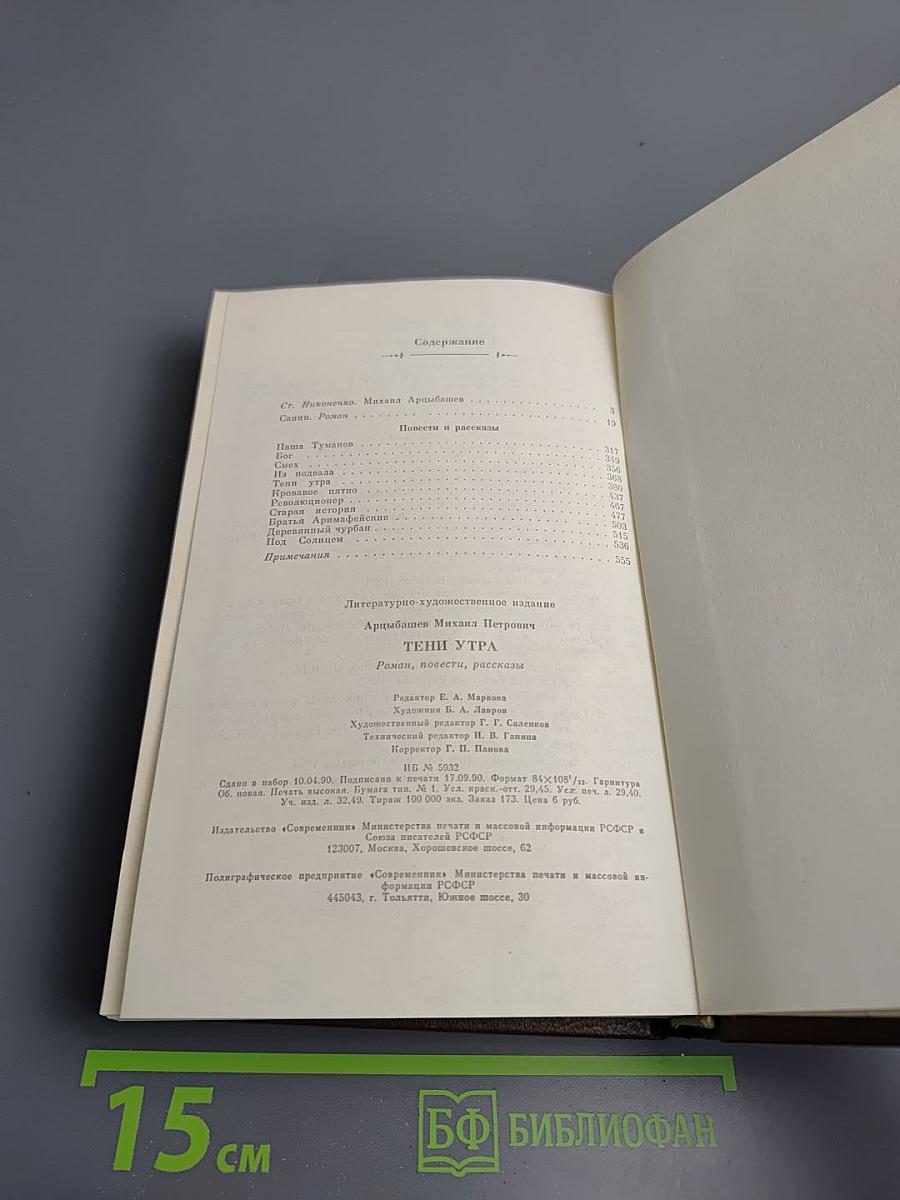 Содержание
Ст. Никоненко. Михаил Арцыбашев . . . . . . . . . . . . . . 3
Санин. Роман . . . . . . . . . . . . . . . . . . . . 19
Повести и рассказы
Паша Туманов . . . . . . . . . . . . . . . . . . . . 317
Бог . . . . . . . . . . . . . . . . . . . . 349
Смех . . . . . . . . . . . . . . . . . . . . 356
Из подвала . . . . . . . . . . . . . . . . . . . . 368
Тени утра . . . . . . . . . . . . . . . . . . . . 380
Кровавое пятно . . . . . . . . . . . . . . . . . . . . 437
Революционер . . . . . . . . . . . . . . . . . . . . 467
Старая история . . . . . . . . . . . . . . . . . . . . 477
Братья Аримафейские . . . . . . . . . . . . . . . . . . . . 503
Деревянный чурбан . . . . . . . . . . . . . . . . . . . . 515
Под Солнцем . . . . . . . . . . . . . . . . . . . . 536
Примечания . . . . . . . . . . . . . . . . . . . . 555
Литературно-художественное издание
Арцыбашев Михаил Петрович
ТЕНИ УТРА
Роман, повести, рассказы
Редактор Е. А. Маркова
Художник Б. А. Лавров
Художественный редактор Г. Г. Саленков
Технический редактор Н. В. Ганина
Корректор Г. П. Панова
ИБ № 5932
Сдано в набор 10.04.90. Подписано к печати 17.09.90. Формат 84×108¹/₃₂. Гарнитура
Об. новая. Печать высокая. Бумага тип. № 1. Усл. краск.-отт. 29,45. Усл. печ. л. 29,40.
Уч. изд. л. 32,49. Тираж 100 000 экз. Заказ 173. Цена 6 руб.
Издательство «Современник» Министерства печати и массовой информации РСФСР и
Союза писателей РСФСР
123007, Москва, Хорошевское шоссе, 62
Полиграфическое предприятие «Современник» Министерства печати и массовой ин-
формации РСФСР
445043, г. Тольятти, Южное шоссе, 30
15 см
БФ БИБЛИОФАН